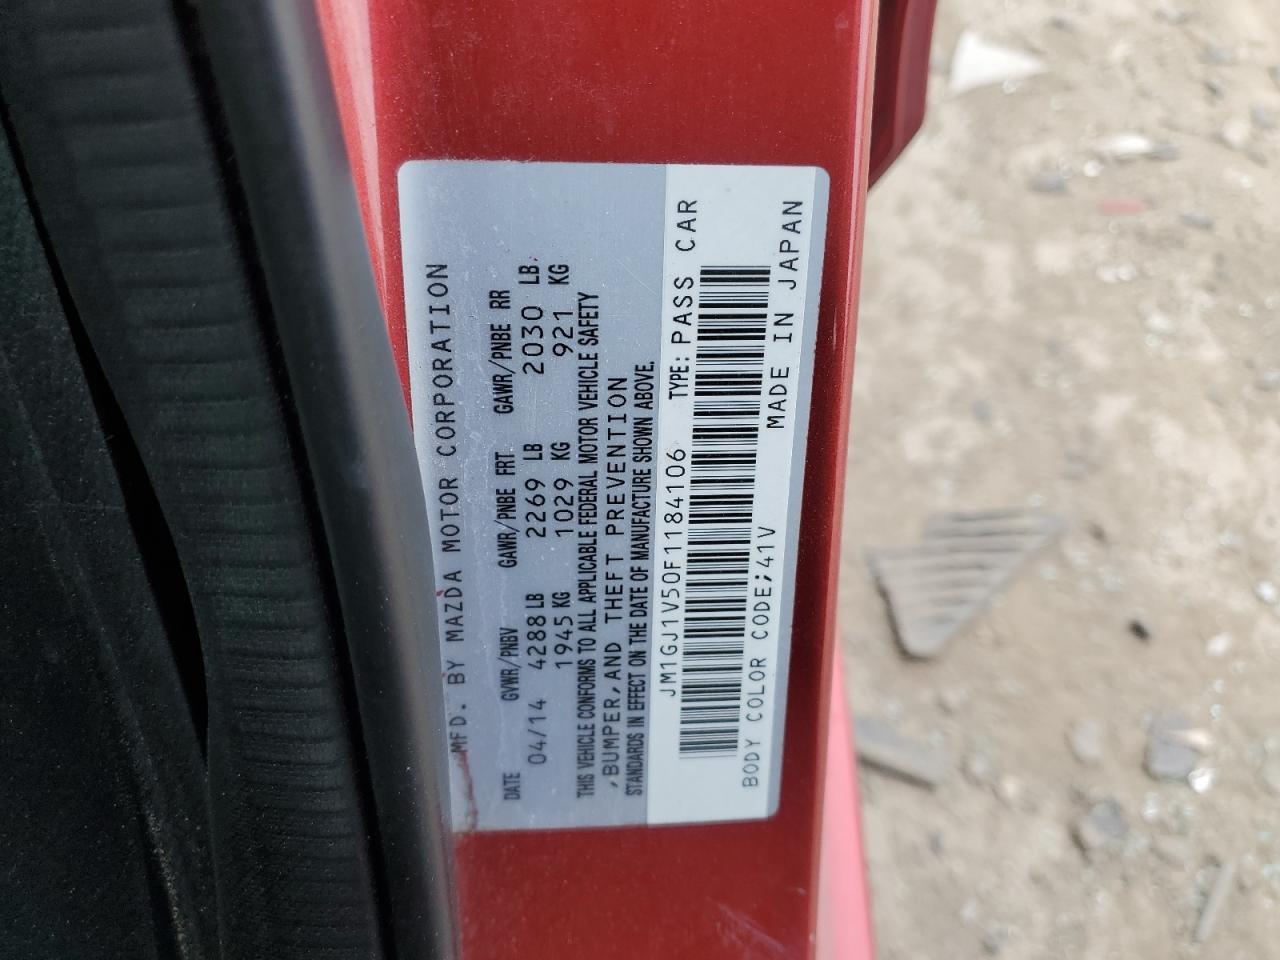 MFD. BY MAZDA MOTOR CORPORATION
DATE GVWR/PNBV GAWR/PNBE FRT. GAWR/PNBE RR
04/14 4288 LB 2269 LB 2030 LB
1945 KG 1029 KG 921 KG
THIS VEHICLE CONFORMS TO ALL APPLICABLE FEDERAL MOTOR VEHICLE SAFETY
,BUMPER,AND THEFT PREVENTION
STANDARDS IN EFFECT ON THE DATE OF MANUFACTURE SHOWN ABOVE.
JM1GJ1V50F1184106 TYPE: PASS CAR
BODY COLOR CODE;41V MADE IN JAPAN